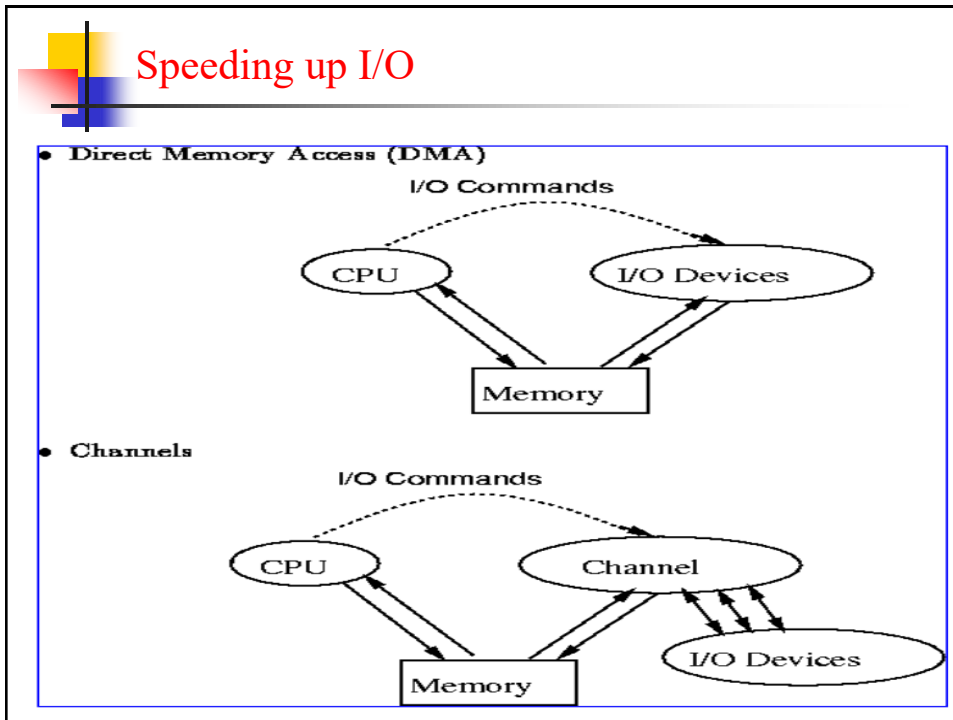 Speeding up I/O
• Direct Memory Access (DMA)
I/O Commands
CPU
I/O Devices
Memory
• Channels
I/O Commands
CPU
Channel
I/O Devices
Memory